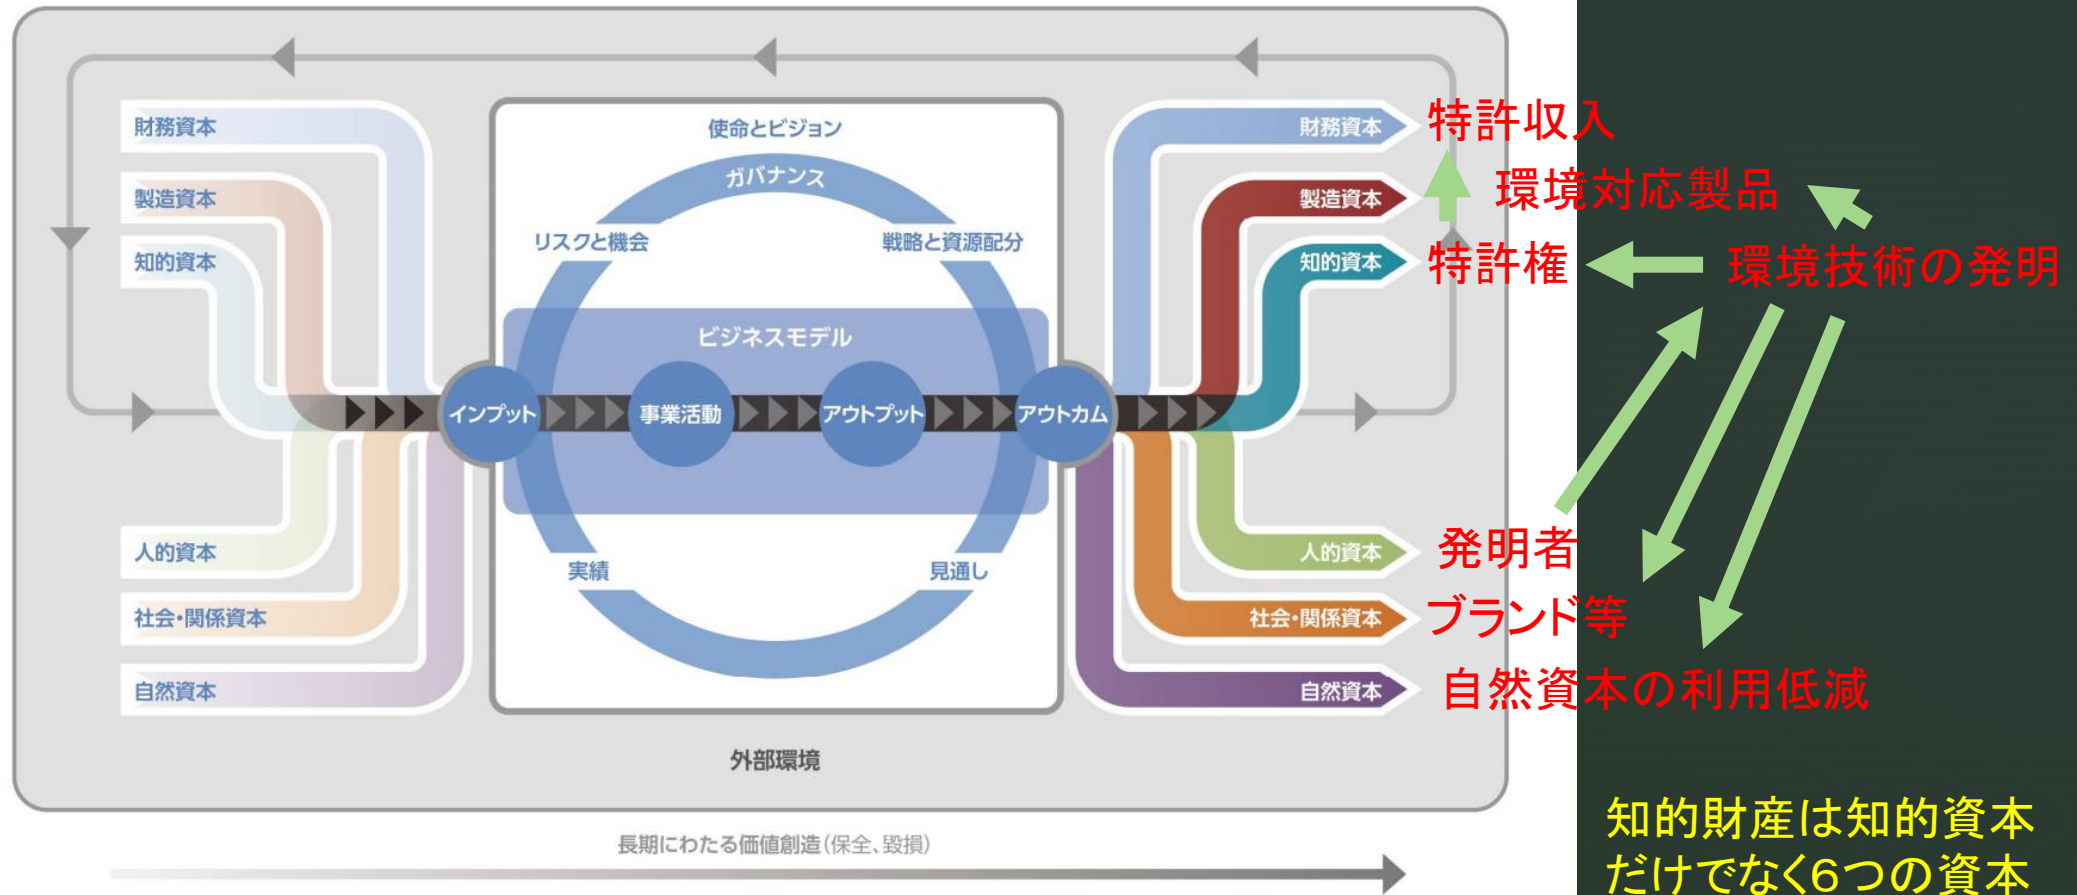 財務資本
製造資本
知的資本
人的資本
社会・関係資本
自然資本
使命とビジョン
ガバナンス
リスクと機会
戦略と資源配分
ビジネスモデル
インプット
事業活動
アウトプット
アウトカム
実績
見通し
財務資本
製造資本
知的資本
人的資本
社会・関係資本
自然資本
特許収入
環境対応製品
特許権
環境技術の発明
発明者
ブランド等
自然資本の利用低減
外部環境
長期にわたる価値創造(保全、毀損)
知的財産は知的資本
だけでなく6つの資本